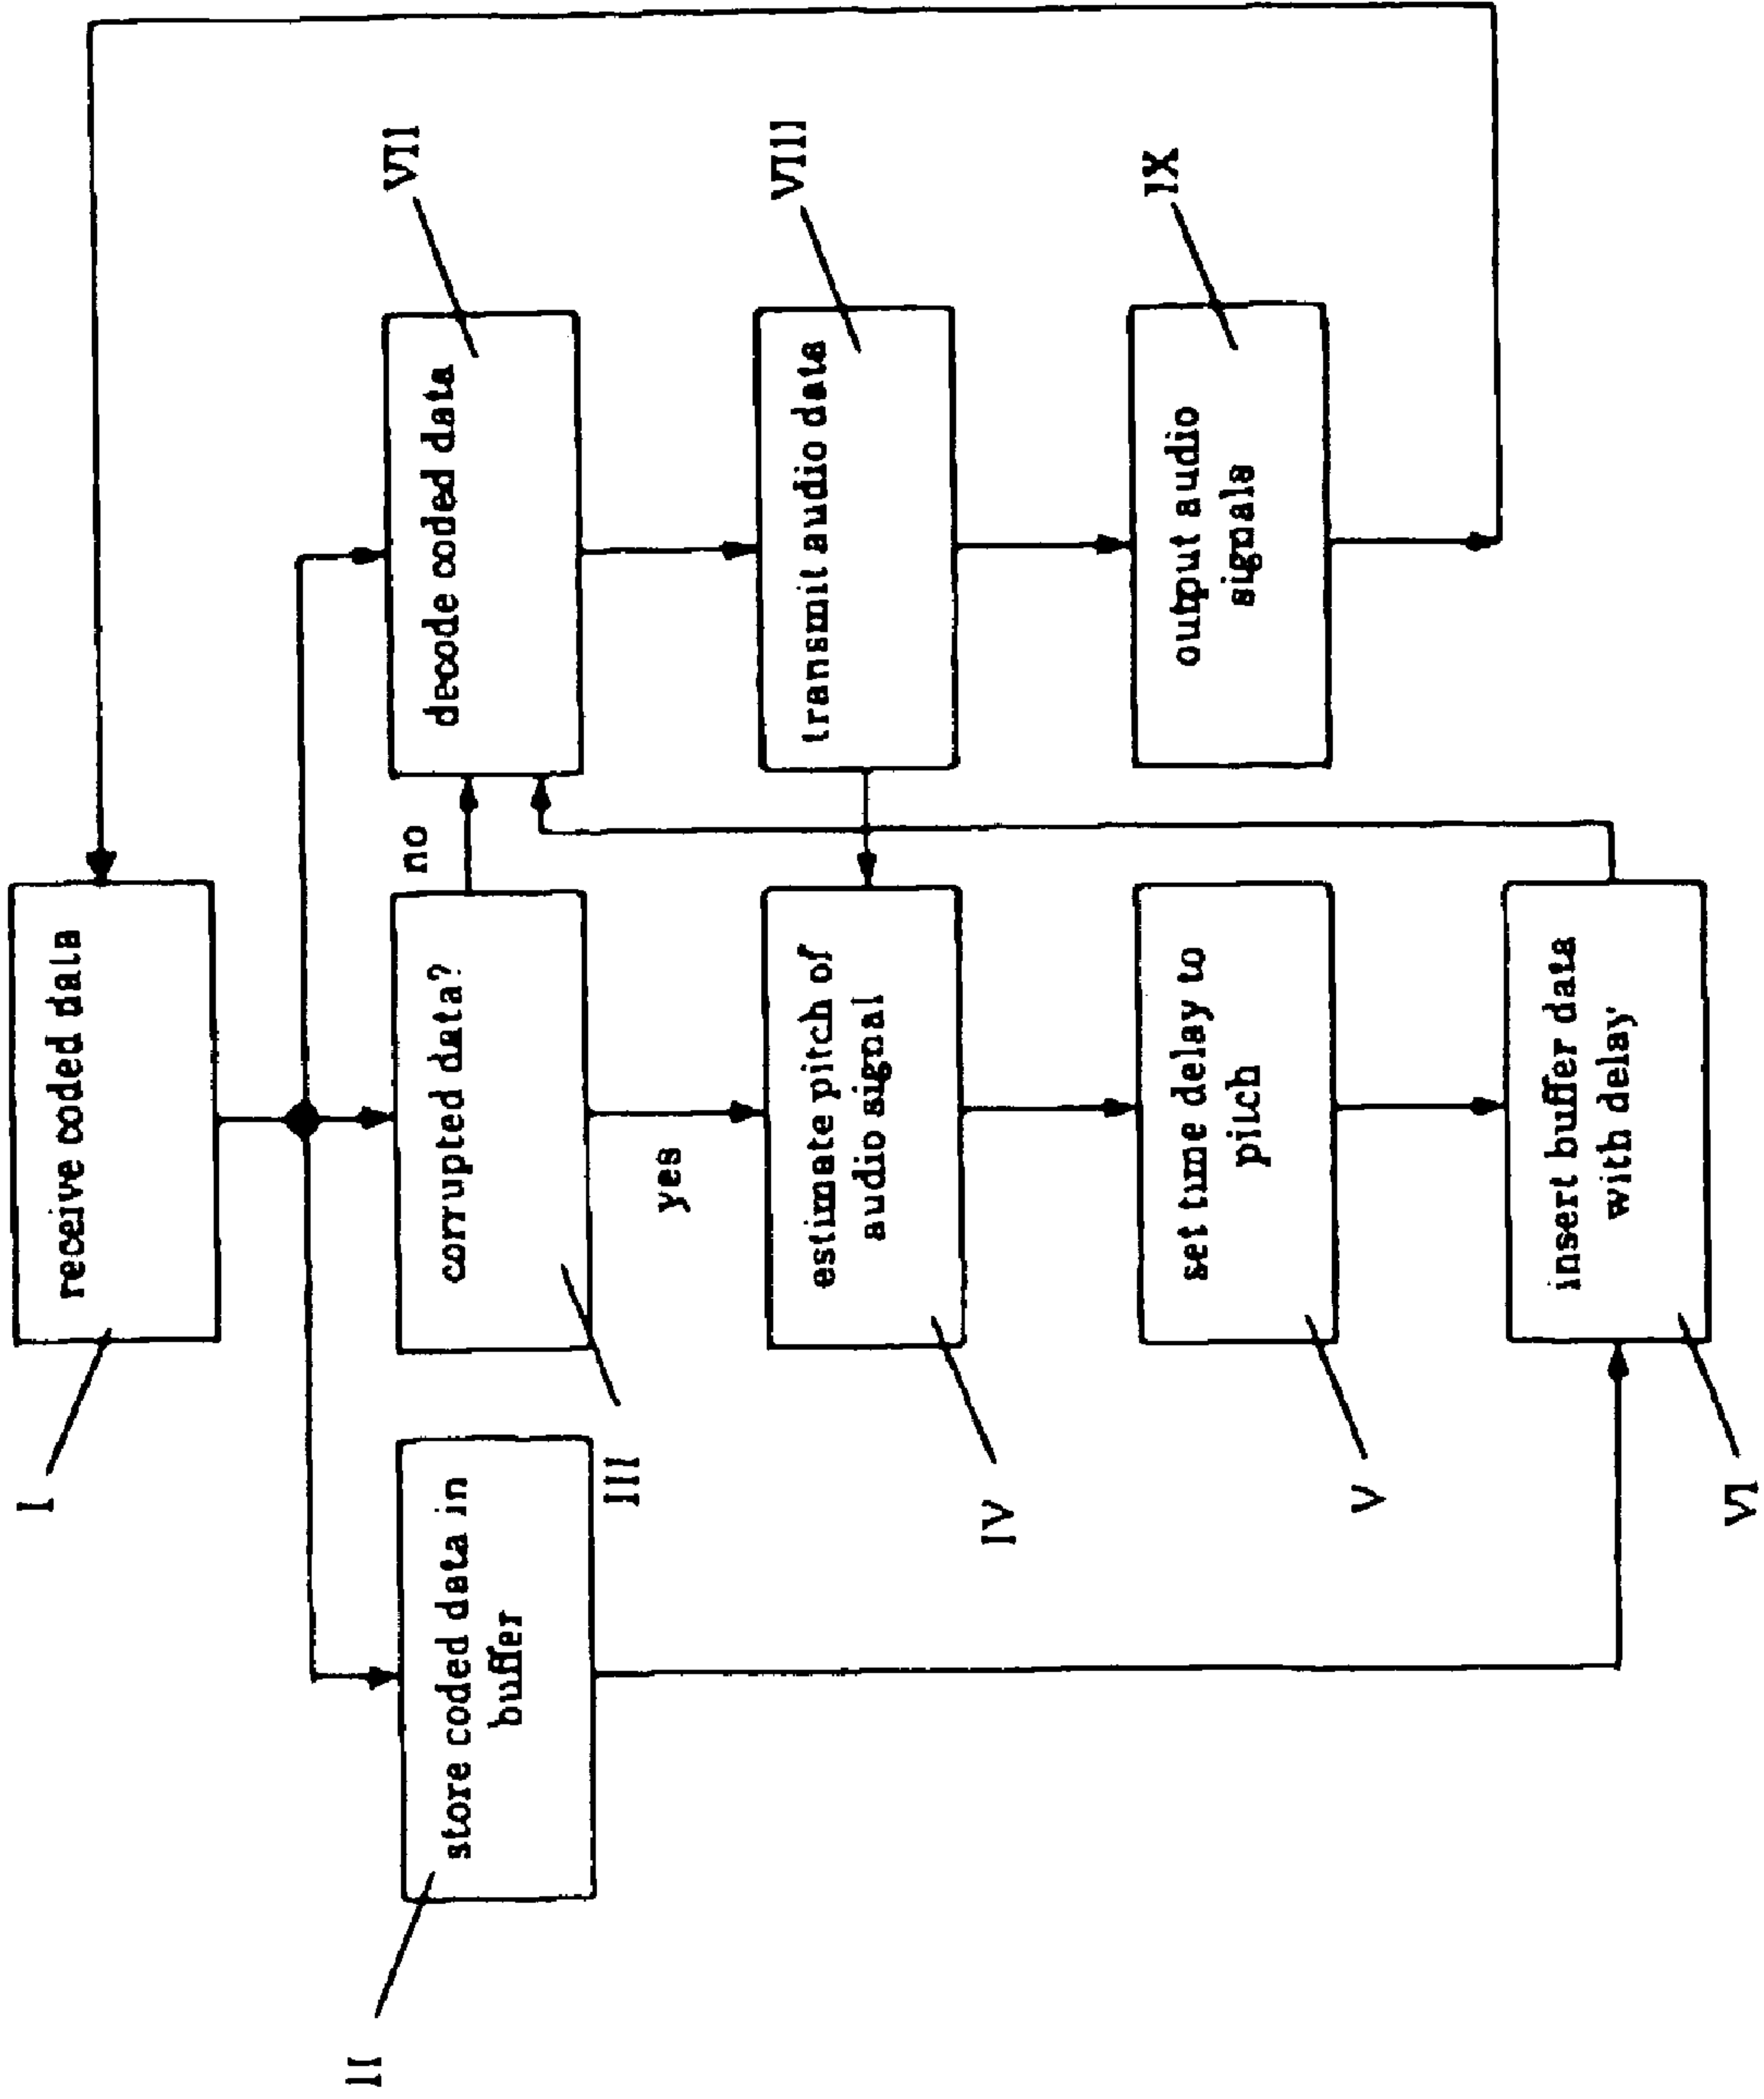 I
receive coded data
II
store coded data in
buffer
III
corrupted data?
no
yes
VII
decode coded data
IV
estimate pitch of
audio signal
VIII
transmit audio data
V
set time delay to
pitch
IX
output audio
signals
VI
insert buffer data
with delay